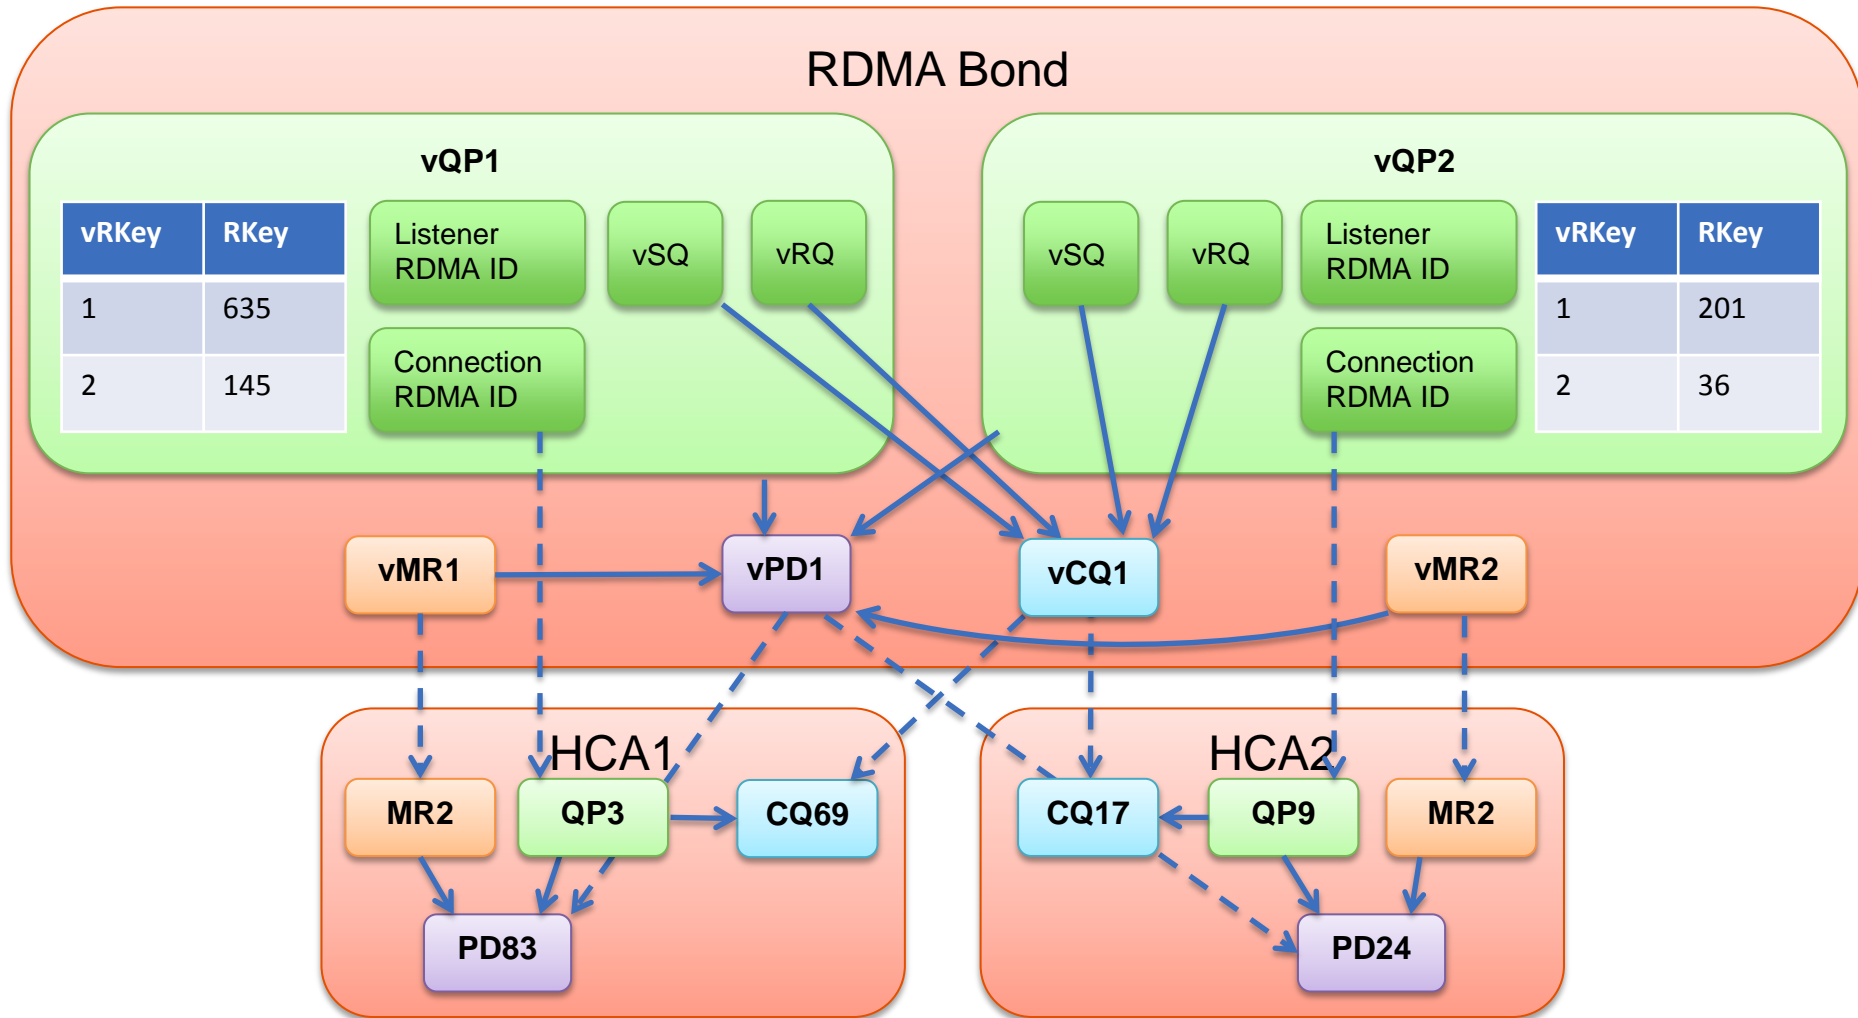 RDMA Bond
vQP1
vRKey RKey
1 635
2 145
Listener
RDMA ID
Connection
RDMA ID
vSQ
vRQ
vQP2
vSQ
vRQ
Listener
RDMA ID
Connection
RDMA ID
vRKey RKey
1 201
2 36
vMR1
vPD1
vCQ1
vMR2
HCA1
MR2
QP3
CQ69
PD83
HCA2
CQ17
QP9
MR2
PD24